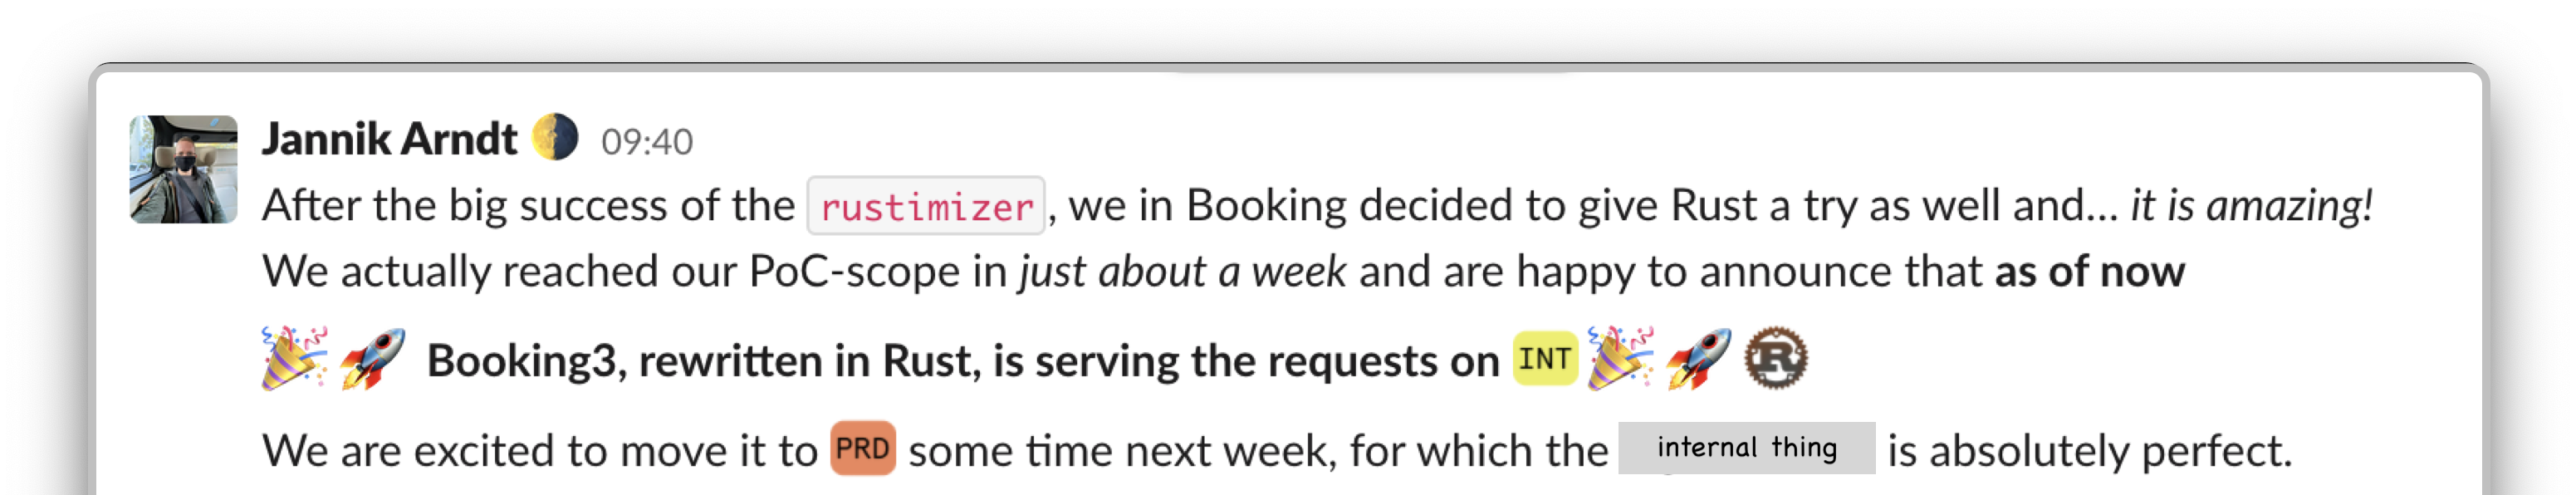 Jannik Arndt 09:40
After the big success of the rustimizer, we in Booking decided to give Rust a try as well and... it is amazing!
We actually reached our PoC-scope in just about a week and are happy to announce that as of now
Booking3, rewritten in Rust, is serving the requests on INT R
We are excited to move it to PRD some time next week, for which the internal thing is absolutely perfect.